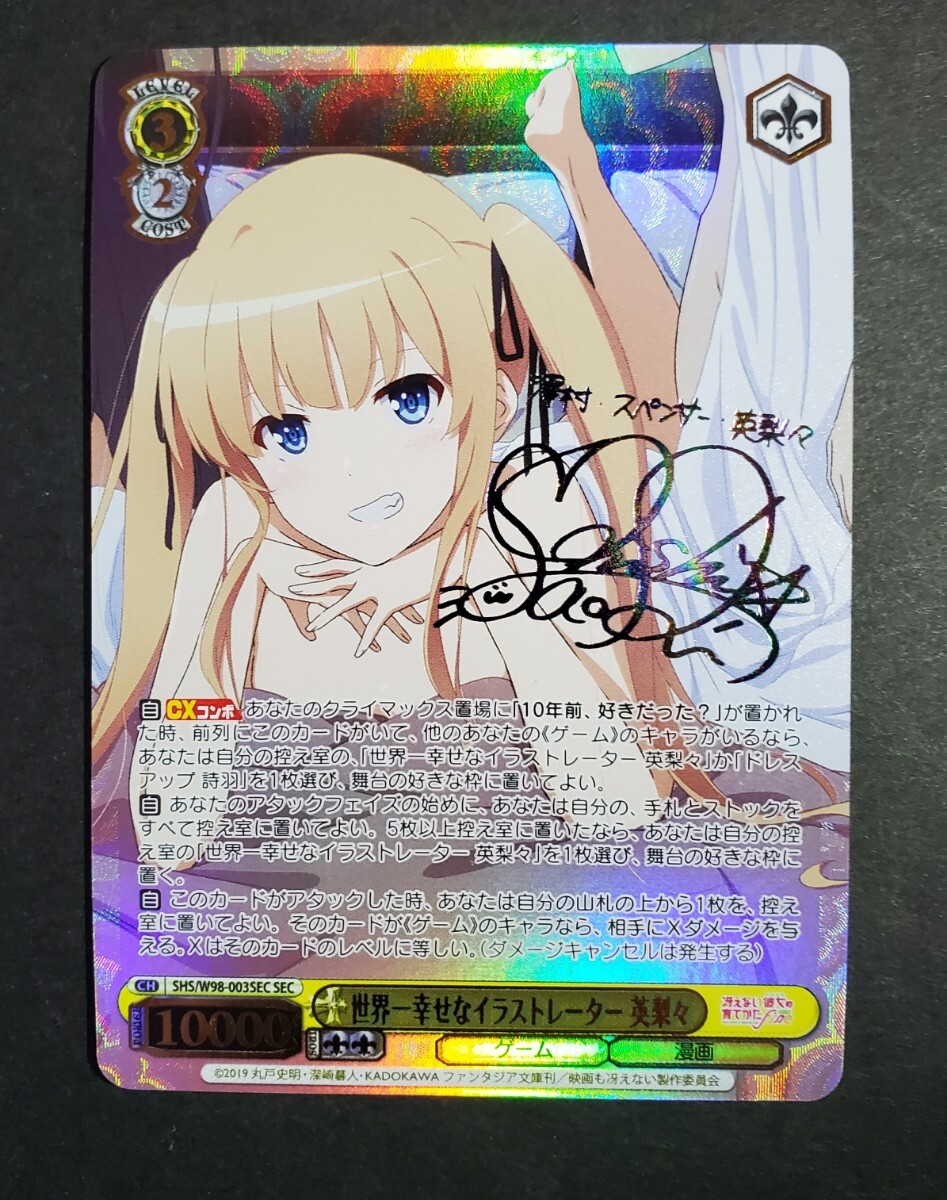 LEVEL
3
2
COST
澤村・スペンサー・英梨々
自 CXコンボ あなたのクライマックス置場に「10年前、好きだった?」が置かれ
た時、前列にこのカードがいて、他のあなたの《ゲーム》のキャラがいるなら、
あなたは自分の控え室の、「世界一幸せなイラストレーター 英梨々」か「ドレス
アップ 詩羽」を1枚選び、舞台の好きな枠に置いてよい。
自 あなたのアタックフェイズの始めに、あなたは自分の、手札とストックを
すべて控え室に置いてよい。5枚以上控え室に置いたなら、あなたは自分の控
え室の「世界一幸せなイラストレーター 英梨々」を1枚選び、舞台の好きな枠に
置く。
自 このカードがアタックした時、あなたは自分の山札の上から1枚を、控え
室に置いてよい。そのカードが《ゲーム》のキャラなら、相手にXダメージを与
える。Xはそのカードのレベルに等しい。(ダメージキャンセルは発生する)
CH SHS/W98-003SEC SEC
10000
世界一幸せなイラストレーター 英梨々
冴えない彼女の
育てかた
ゲーム 漫画
©2019 丸戸史明・深崎暮人・KADOKAWA ファンタジア文庫刊/映画も冴えない製作委員会